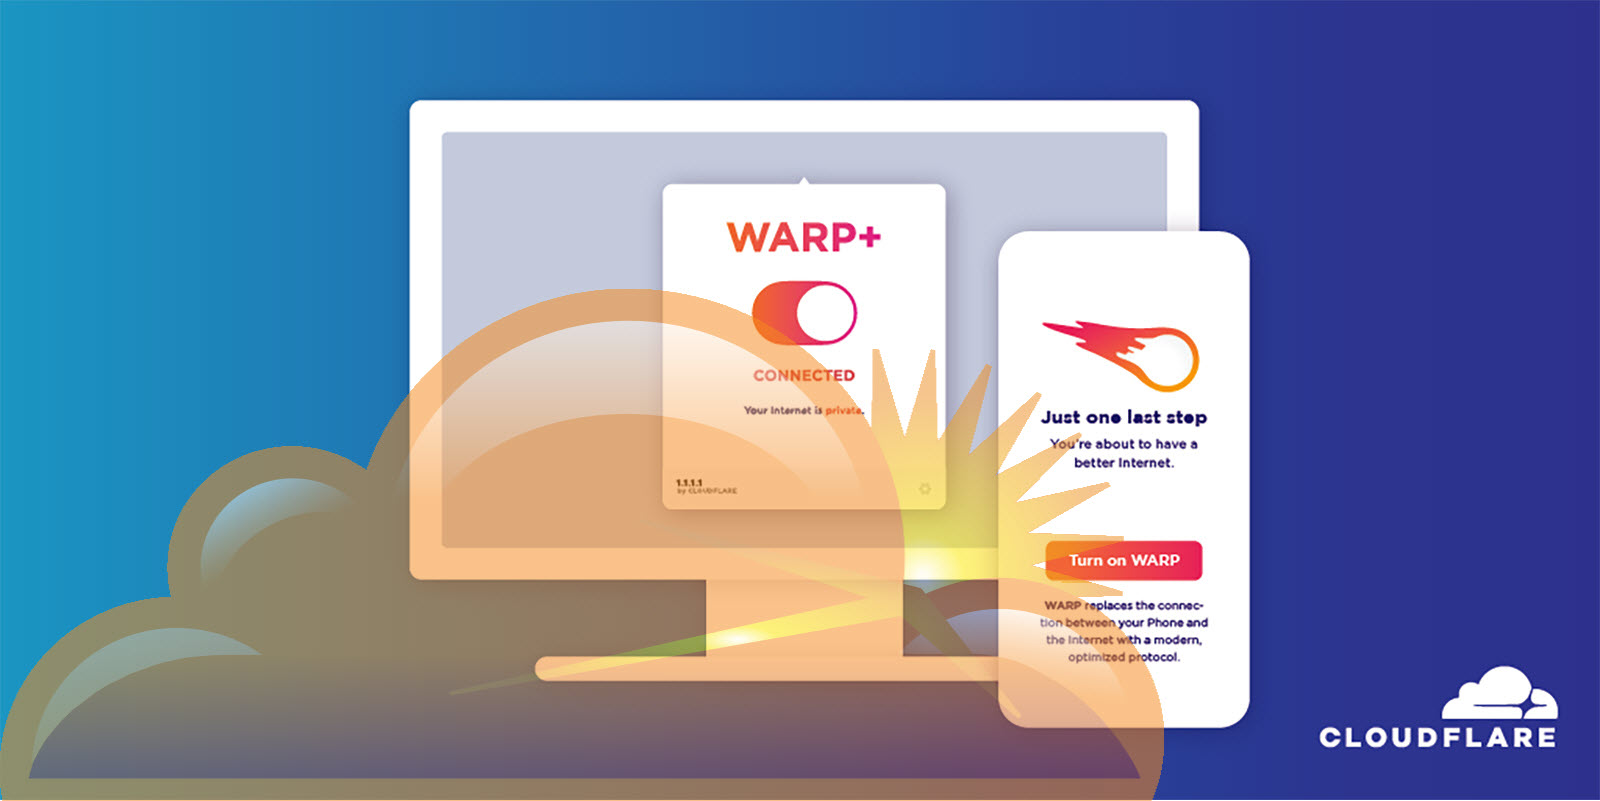 WARP+
CONNECTED
Your Internet is private.
1.1.1.1
by CLOUDFLARE
Just one last step
You're about to have a
better Internet.
Turn on WARP
WARP replaces the connec-
tion between your Phone and
the Internet with a modern,
optimized protocol.
CLOUDFLARE